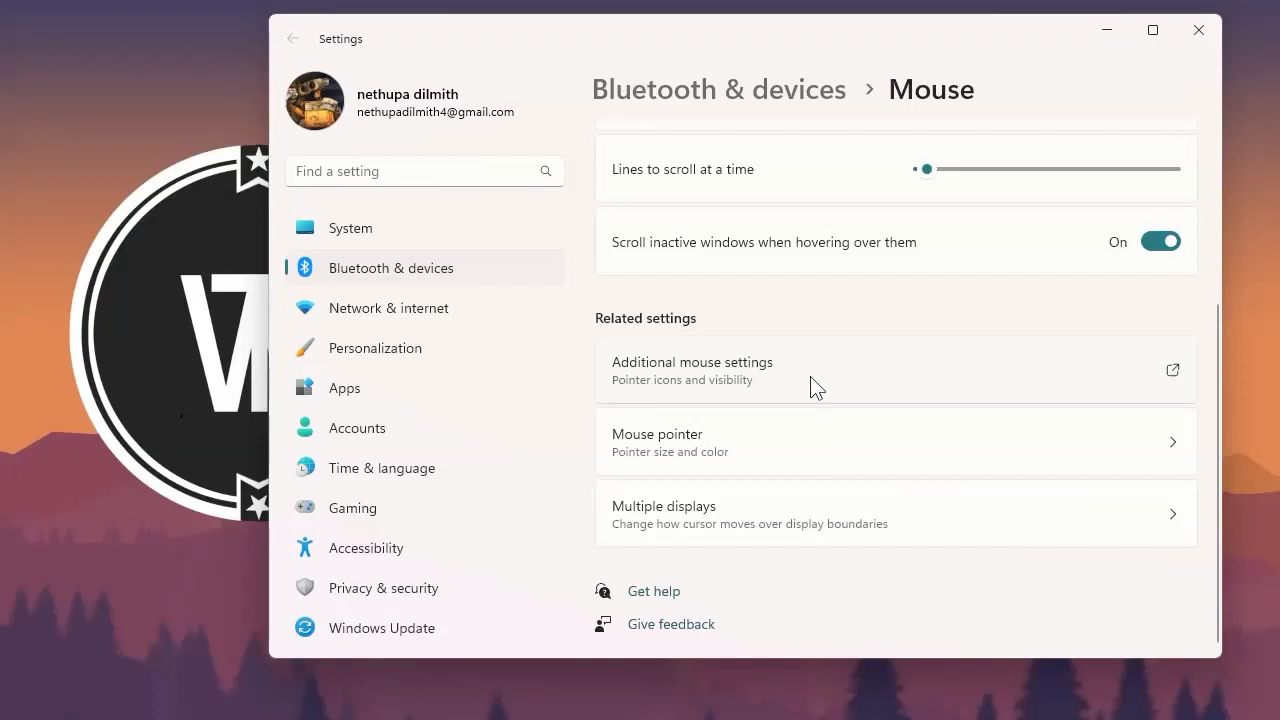 Settings
nethupa dilmith
nethupadilmith4@gmail.com
Find a setting
System
Bluetooth & devices
Network & internet
Personalization
Apps
Accounts
Time & language
Gaming
Accessibility
Privacy & security
Windows Update
Bluetooth & devices › Mouse
Lines to scroll at a time
Scroll inactive windows when hovering over them On
Related settings
Additional mouse settings
Pointer icons and visibility
Mouse pointer
Pointer size and color
Multiple displays
Change how cursor moves over display boundaries
Get help
Give feedback